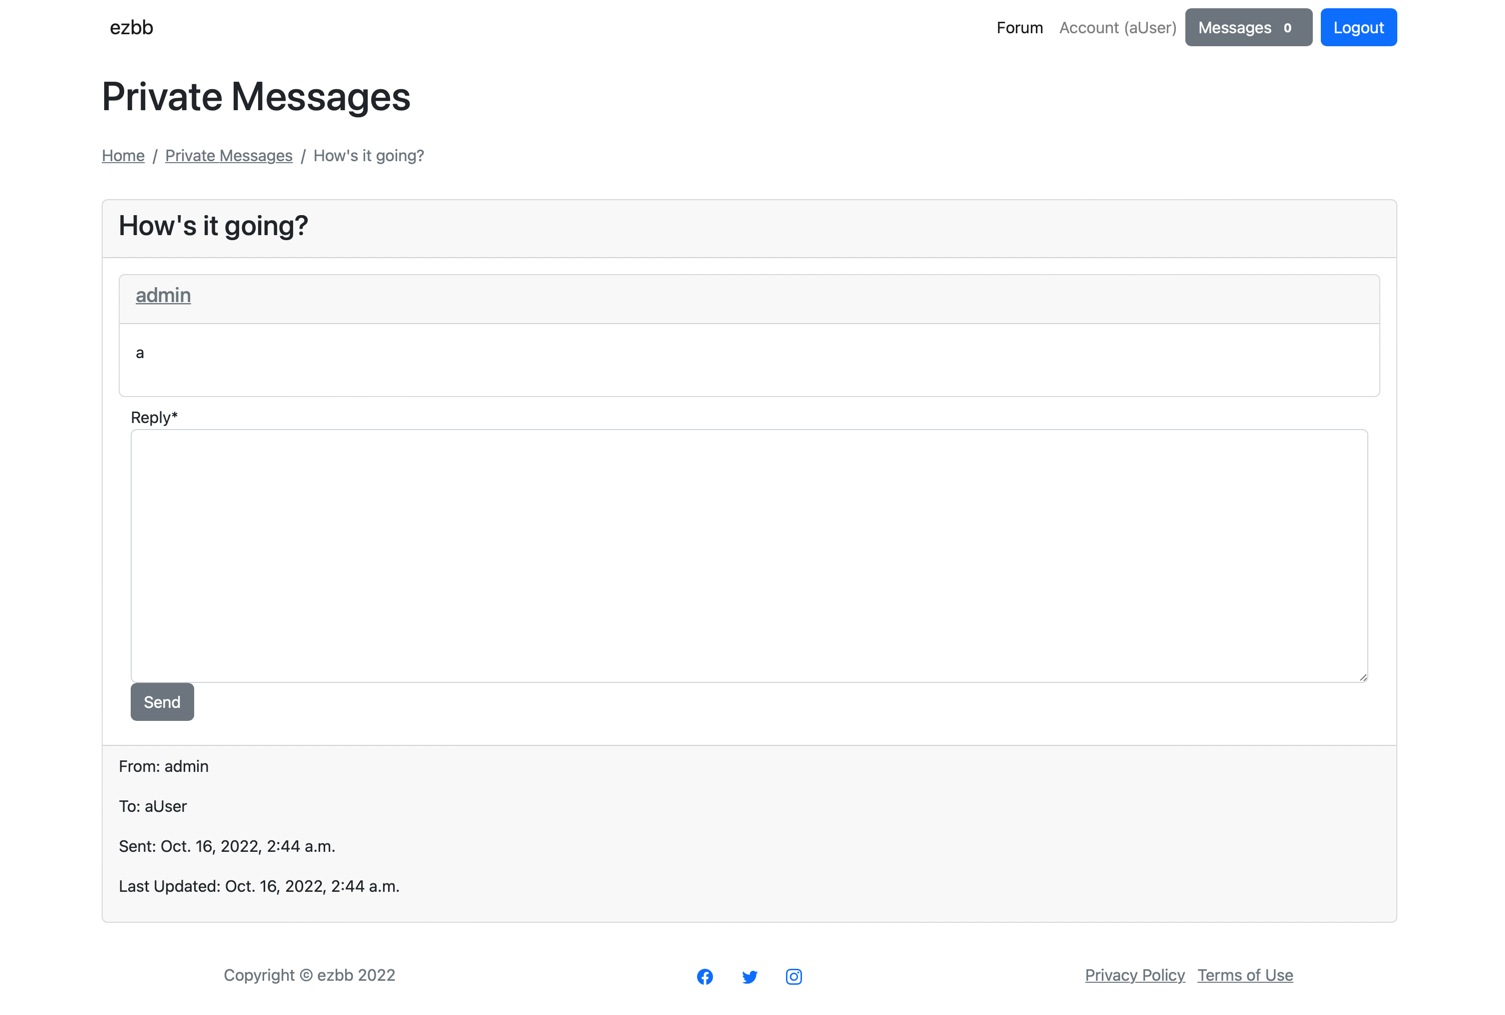 ezbb
Forum Account (aUser) Messages 0 Logout
Private Messages
Home / Private Messages / How's it going?
How's it going?
admin
a
Reply*
Send
From: admin
To: aUser
Sent: Oct. 16, 2022, 2:44 a.m.
Last Updated: Oct. 16, 2022, 2:44 a.m.
Copyright © ezbb 2022
Privacy Policy Terms of Use